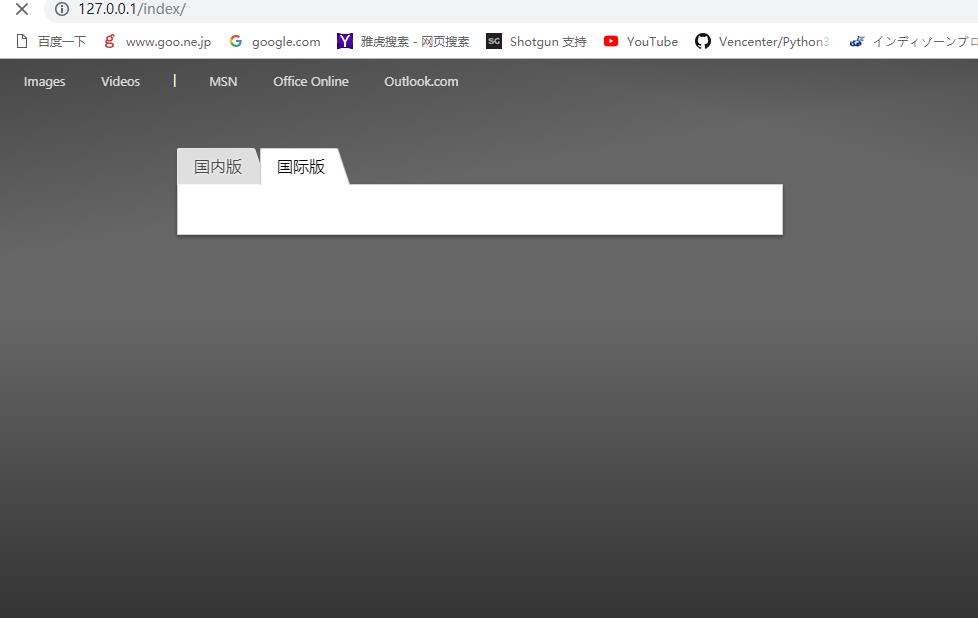 127.0.0.1/index/
百度一下 www.goo.ne.jp google.com 雅虎搜索 - 网页搜索 SG Shotgun 支持 YouTube Vencenter/Python3 インディゾーンプロ
Images Videos | MSN Office Online Outlook.com
国内版 国际版